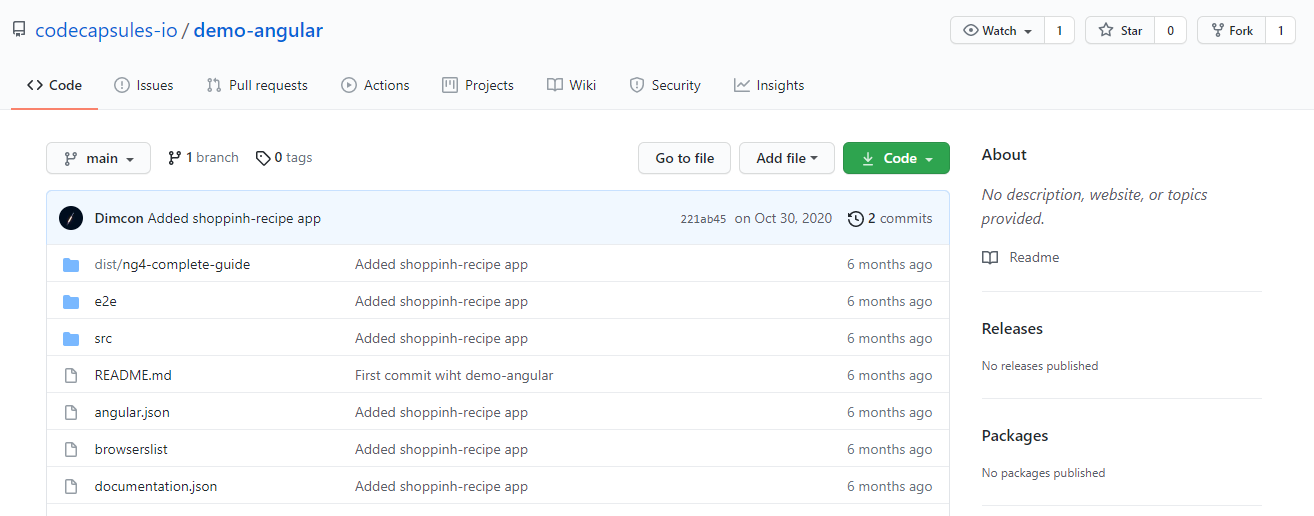 codecapsules-io / demo-angular
Watch 1 Star 0 Fork 1
Code Issues Pull requests Actions Projects Wiki Security Insights
main 1 branch 0 tags Go to file Add file Code
Dimcon Added shoppinh-recipe app 221ab45 on Oct 30, 2020 2 commits
dist/ng4-complete-guide Added shoppinh-recipe app 6 months ago
e2e Added shoppinh-recipe app 6 months ago
src Added shoppinh-recipe app 6 months ago
README.md First commit wiht demo-angular 6 months ago
angular.json Added shoppinh-recipe app 6 months ago
browserslist Added shoppinh-recipe app 6 months ago
documentation.json Added shoppinh-recipe app 6 months ago
About
No description, website, or topics
provided.
Readme
Releases
No releases published
Packages
No packages published